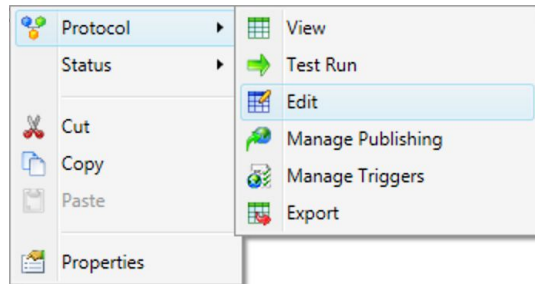 Protocol
Status
Cut
Copy
Paste
Properties
View
Test Run
Edit
Manage Publishing
Manage Triggers
Export